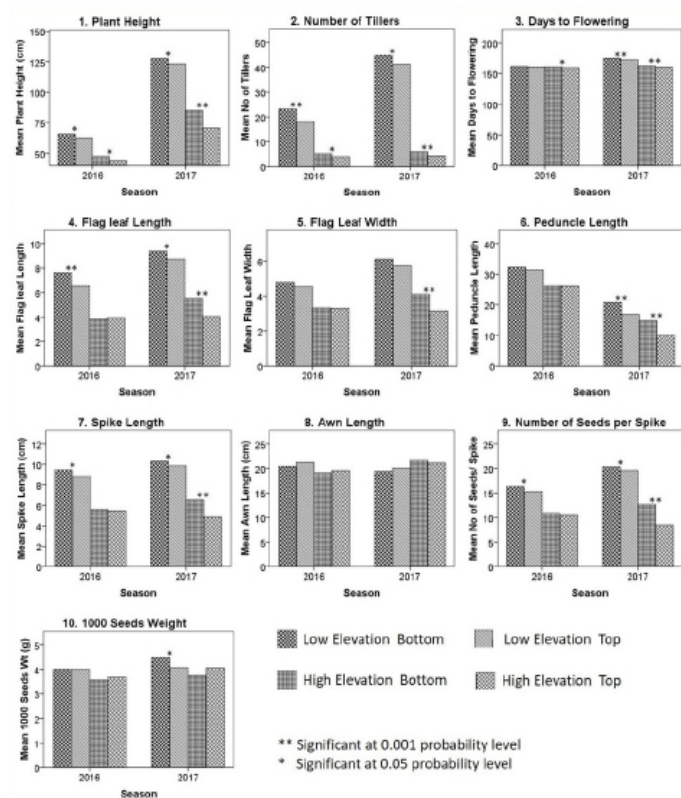 1. Plant Height
Mean Plant Height (cm)
150
125
100
75
50
*
*
*
**
2016
2017
Season
2. Number of Tillers
Mean No of Tillers
50
40
30
20
10
0
**
*
*
**
2016
2017
Season
3. Days to Flowering
Mean Days to Flowering
200
150
100
50
0
*
**
**
2016
2017
Season
4. Flag leaf Length
Mean Flag leaf Length
10
8
6
4
2
0
**
*
**
2016
2017
Season
5. Flag Leaf Width
Mean Flag Leaf Width
6
4
2
0
**
2016
2017
Season
6. Peduncle Length
Mean Peduncle Length
40
30
20
10
0
**
**
2016
2017
Season
7. Spike Length
Mean Spike Length (cm)
12
10
8
6
4
2
0
*
*
**
2016
2017
Season
8. Awn Length
Mean Awn Length (cm)
25
20
15
10
5
0
2016
2017
Season
9. Number of Seeds per Spike
Mean No of Seeds/ Spike
25
20
15
10
5
0
*
*
**
2016
2017
Season
10. 1000 Seeds Weight
Mean 1000 Seeds Wt (g)
5
4
3
2
1
0
*
2016
2017
Season
Low Elevation Bottom
Low Elevation Top
High Elevation Bottom
High Elevation Top
** Significant at 0.001 probability level
* Significant at 0.05 probability level